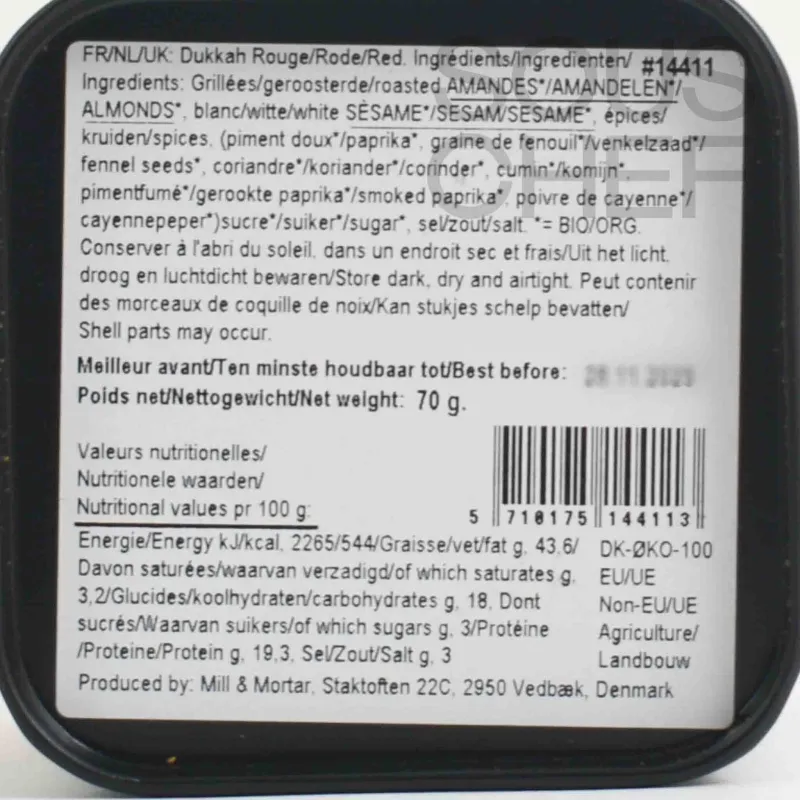 FR/NL/UK: Dukkah Rouge/Rode/Red. Ingrédients/Ingredienten/ #14411
Ingredients: Grillées/geroosterde/roasted AMANDES*/AMANDELEN*/
ALMONDS*, blanc/witte/white SÈSAME*/SESAM/SESAME*, épices/
kruiden/spices, (piment doux*/paprika*, graine de fenouil*/venkelzaad*/
fennel seeds*, coriandre*/koriander*/corinder*, cumin*/komijn*,
pimentfumé*/gerookte paprika*/smoked paprika*, poivre de cayenne*/
cayennepeper*)sucre*/suiker*/sugar*, sel/zout/salt. *= BIO/ORG.
Conserver à l'abri du soleil, dans un endroit sec et frais/Uit het licht,
droog en luchtdicht bewaren/Store dark, dry and airtight. Peut contenir
des morceaux de coquille de noix/Kan stukjes schelp bevatten/
Shell parts may occur.
Meilleur avant/Ten minste houdbaar tot/Best before:
Poids net/Nettogewicht/Net weight: 70 g.
Valeurs nutritionelles/
Nutritionele waarden/
Nutritional values pr 100 g:
5 710175 144113
Energie/Energy kJ/kcal, 2265/544/Graisse/vet/fat g, 43,6/
Davon saturées/waarvan verzadigd/of which saturates g,
3,2/Glucides/koolhydraten/carbohydrates g, 18, Dont
sucrés/Waarvan suikers/of which sugars g, 3/Protéine
/Proteine/Protein g, 19,3, Sel/Zout/Salt g, 3
DK-ØKO-100
EU/UE
Non-EU/UE
Agriculture/
Landbouw
Produced by: Mill & Mortar, Staktoften 22C, 2950 Vedbæk, Denmark
SOUS
CHEF